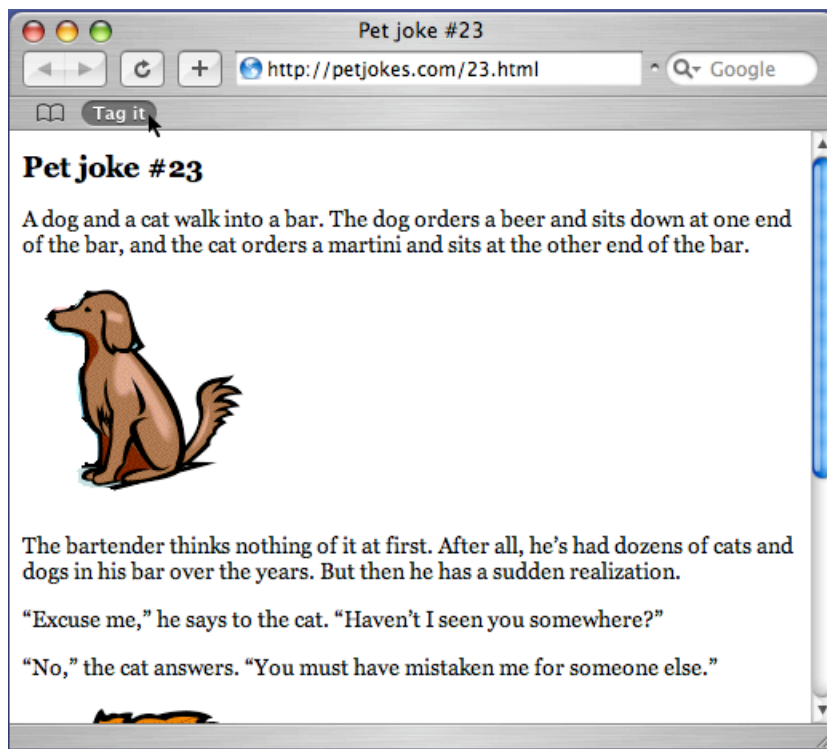 Pet joke #23
http://petjokes.com/23.html
Google
Tag it
Pet joke #23
A dog and a cat walk into a bar. The dog orders a beer and sits down at one end
of the bar, and the cat orders a martini and sits at the other end of the bar.
The bartender thinks nothing of it at first. After all, he’s had dozens of cats and
dogs in his bar over the years. But then he has a sudden realization.
“Excuse me,” he says to the cat. “Haven’t I seen you somewhere?”
“No,” the cat answers. “You must have mistaken me for someone else.”